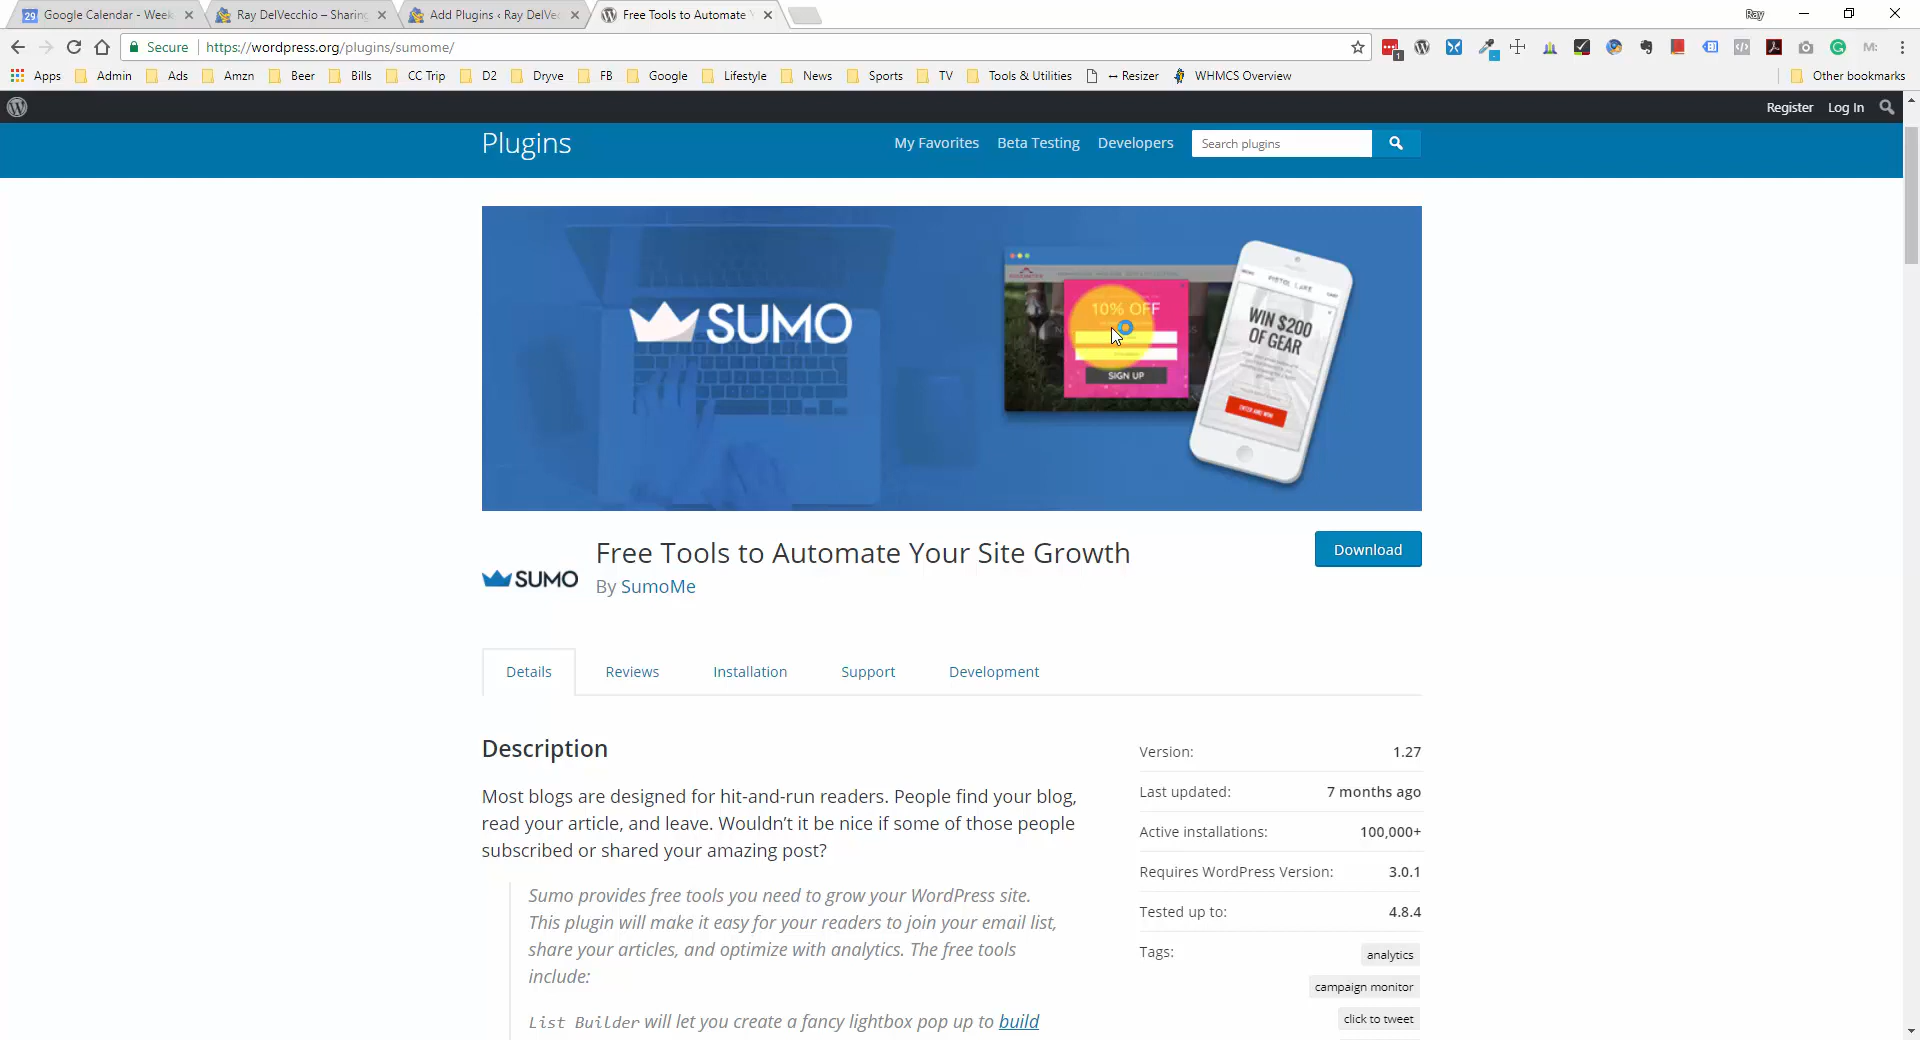 29 Google Calendar - Week
Ray DelVecchio – Sharing
Add Plugins ‹ Ray DelVec
Free Tools to Automate Y
Ray
Secure
https://wordpress.org/plugins/sumome/
1
M:
Apps
Admin
Ads
Amzn
Beer
Bills
CC Trip
D2
Dryve
FB
Google
Lifestyle
News
Sports
TV
Tools & Utilities
↔ Resizer
WHMCS Overview
Other bookmarks
Register
Log In
Plugins
My Favorites
Beta Testing
Developers
Search plugins
SUMO
10% OFF
SIGN UP
PISTOL LAKE
WIN $200
OF GEAR
ENTER AND WIN
SUMO
Free Tools to Automate Your Site Growth
By SumoMe
Download
Details
Reviews
Installation
Support
Development
Description
Most blogs are designed for hit-and-run readers. People find your blog,
read your article, and leave. Wouldn’t it be nice if some of those people
subscribed or shared your amazing post?
Sumo provides free tools you need to grow your WordPress site.
This plugin will make it easy for your readers to join your email list,
share your articles, and optimize with analytics. The free tools
include:
List Builder will let you create a fancy lightbox pop up to build
Version: 1.27
Last updated: 7 months ago
Active installations: 100,000+
Requires WordPress Version: 3.0.1
Tested up to: 4.8.4
Tags: analytics
campaign monitor
click to tweet